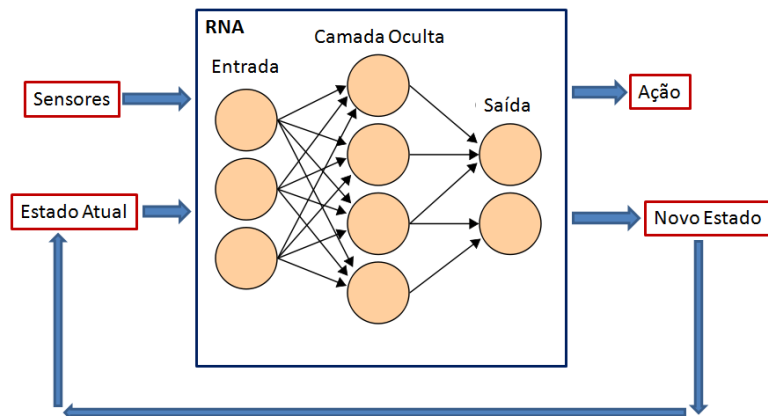 RNA
Camada Oculta
Entrada
Saída
Sensores
Ação
Estado Atual
Novo Estado